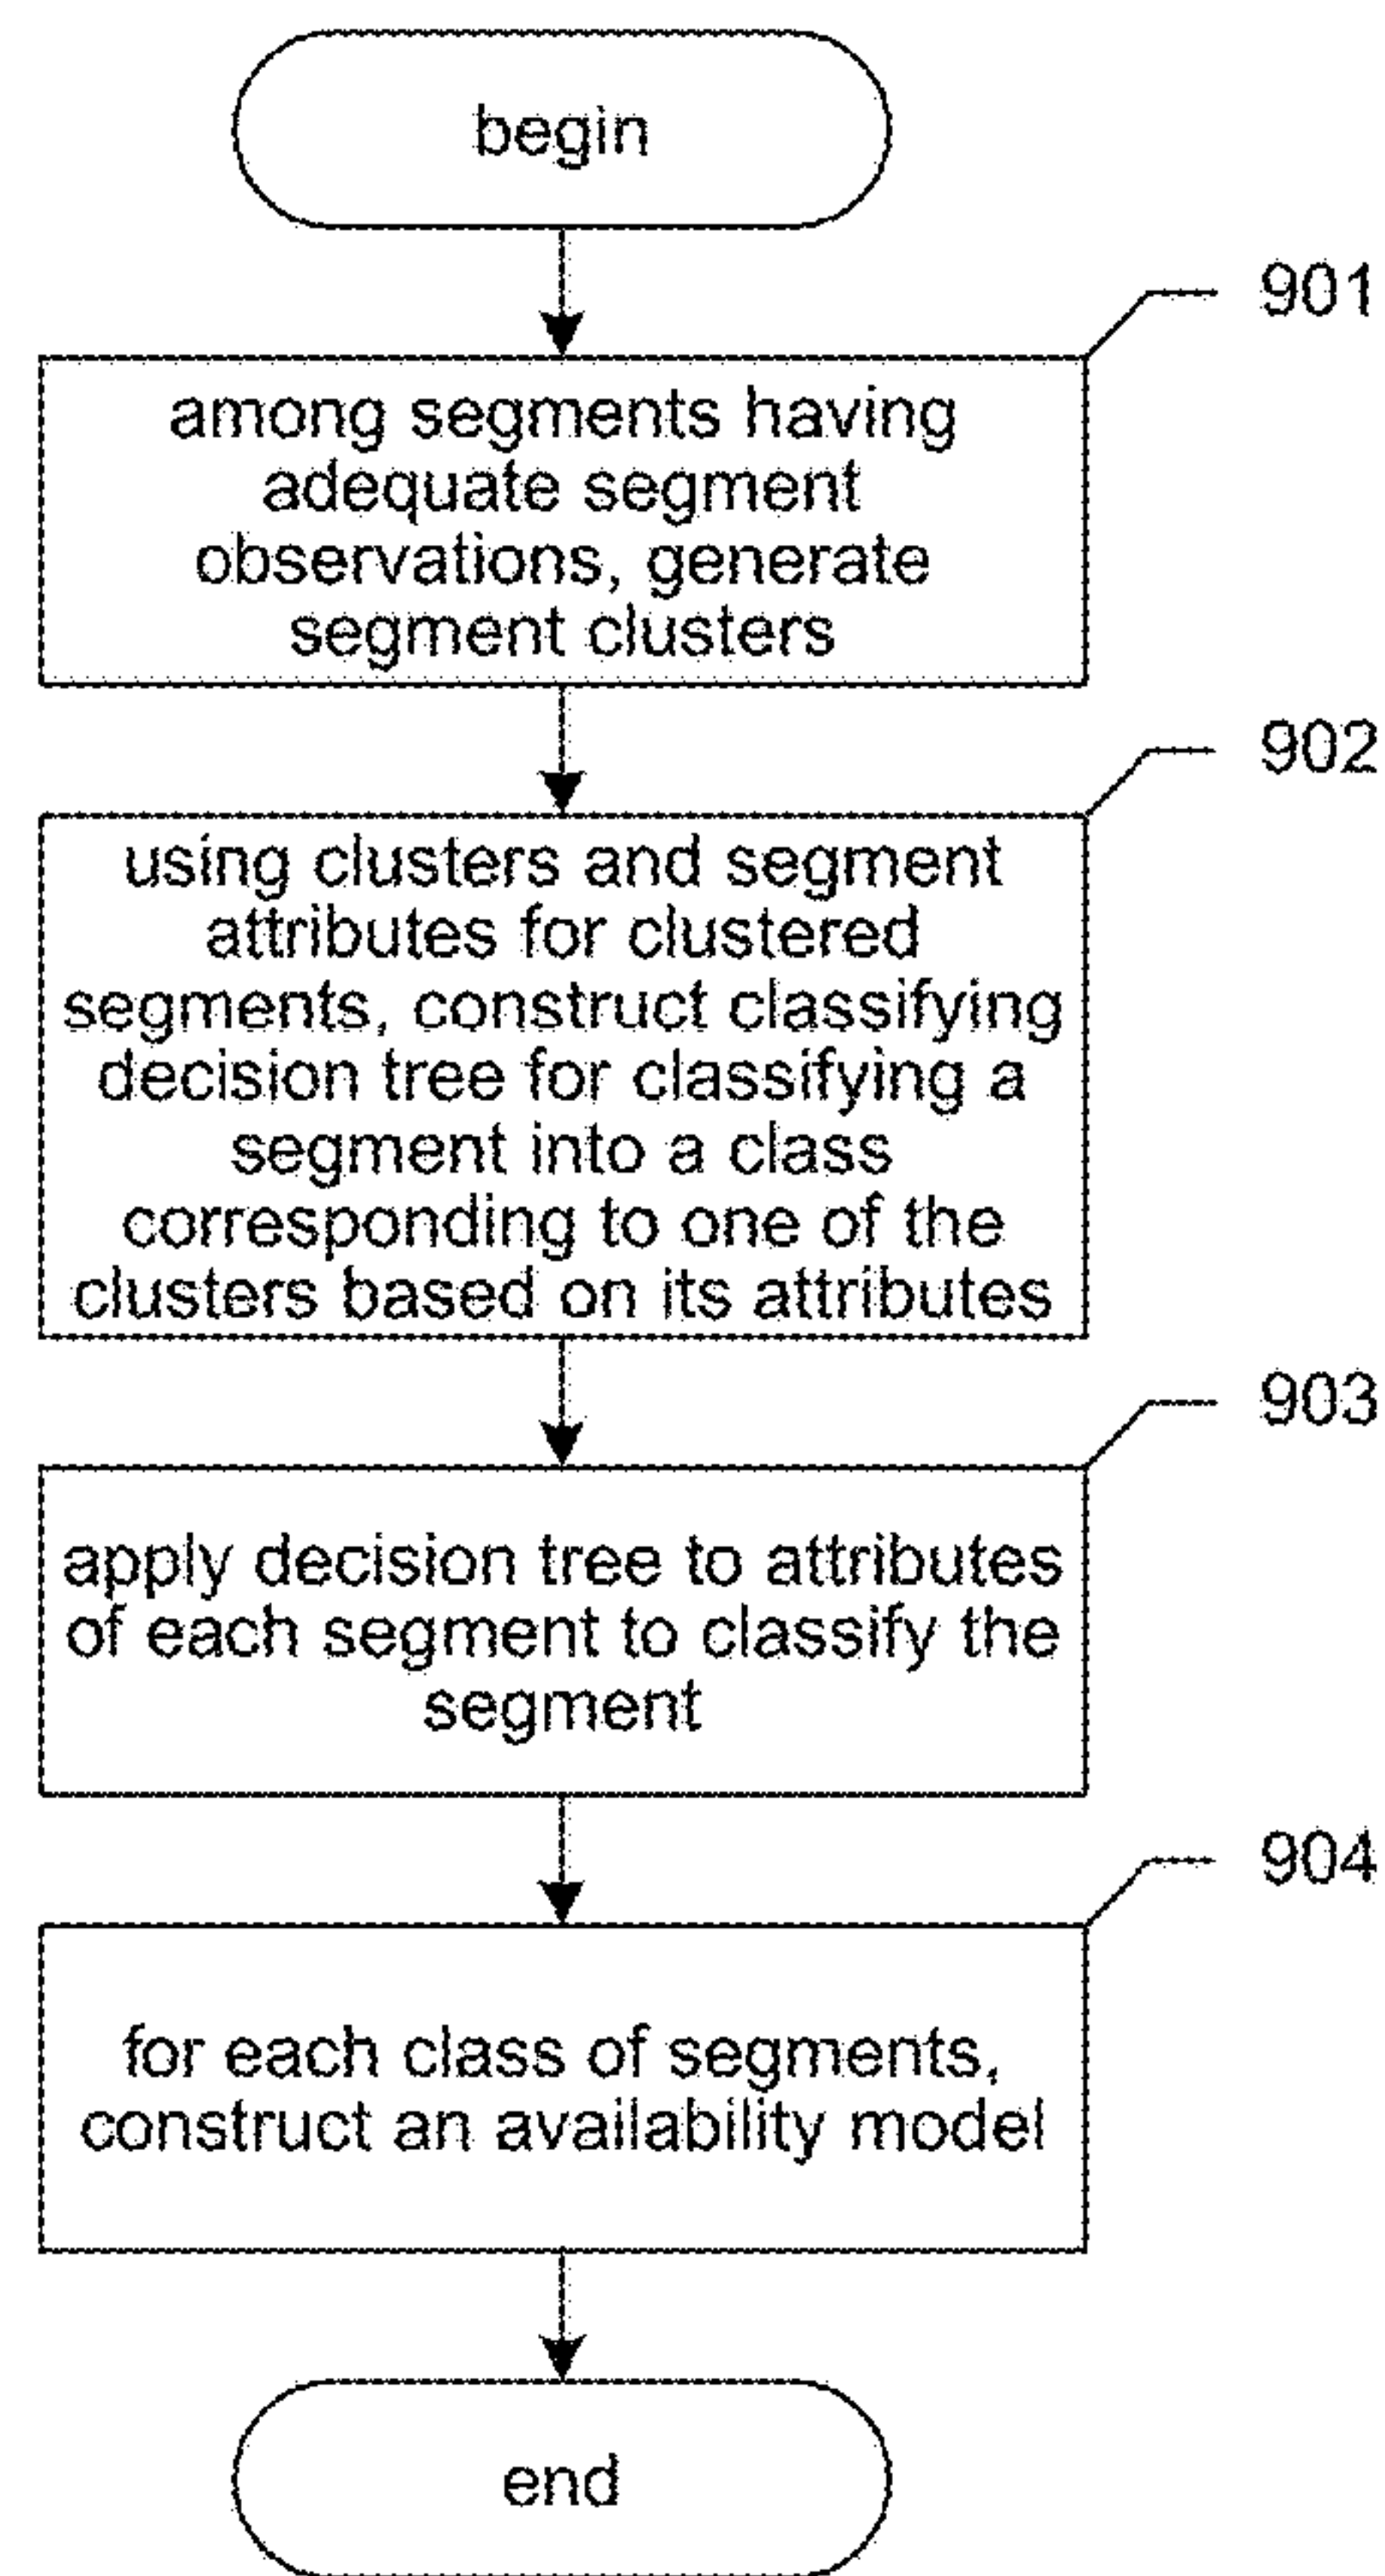 begin
901
among segments having
adequate segment
observations, generate
segment clusters
902
using clusters and segment
attributes for clustered
segments, construct classifying
decision tree for classifying a
segment into a class
corresponding to one of the
clusters based on its attributes
903
apply decision tree to attributes
of each segment to classify the
segment
904
for each class of segments,
construct an availability model
end